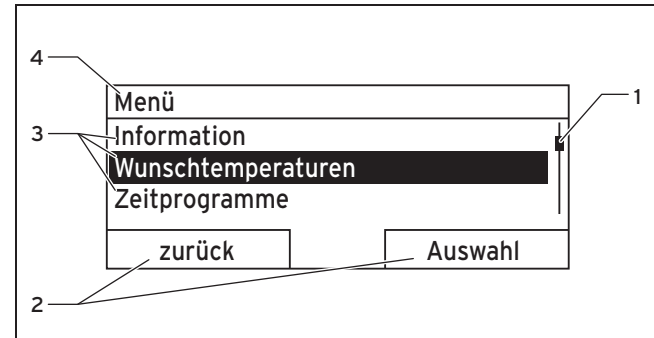 4
Menü
1
3
Information
Wunschtemperaturen
Zeitprogramme
zurück
Auswahl
2